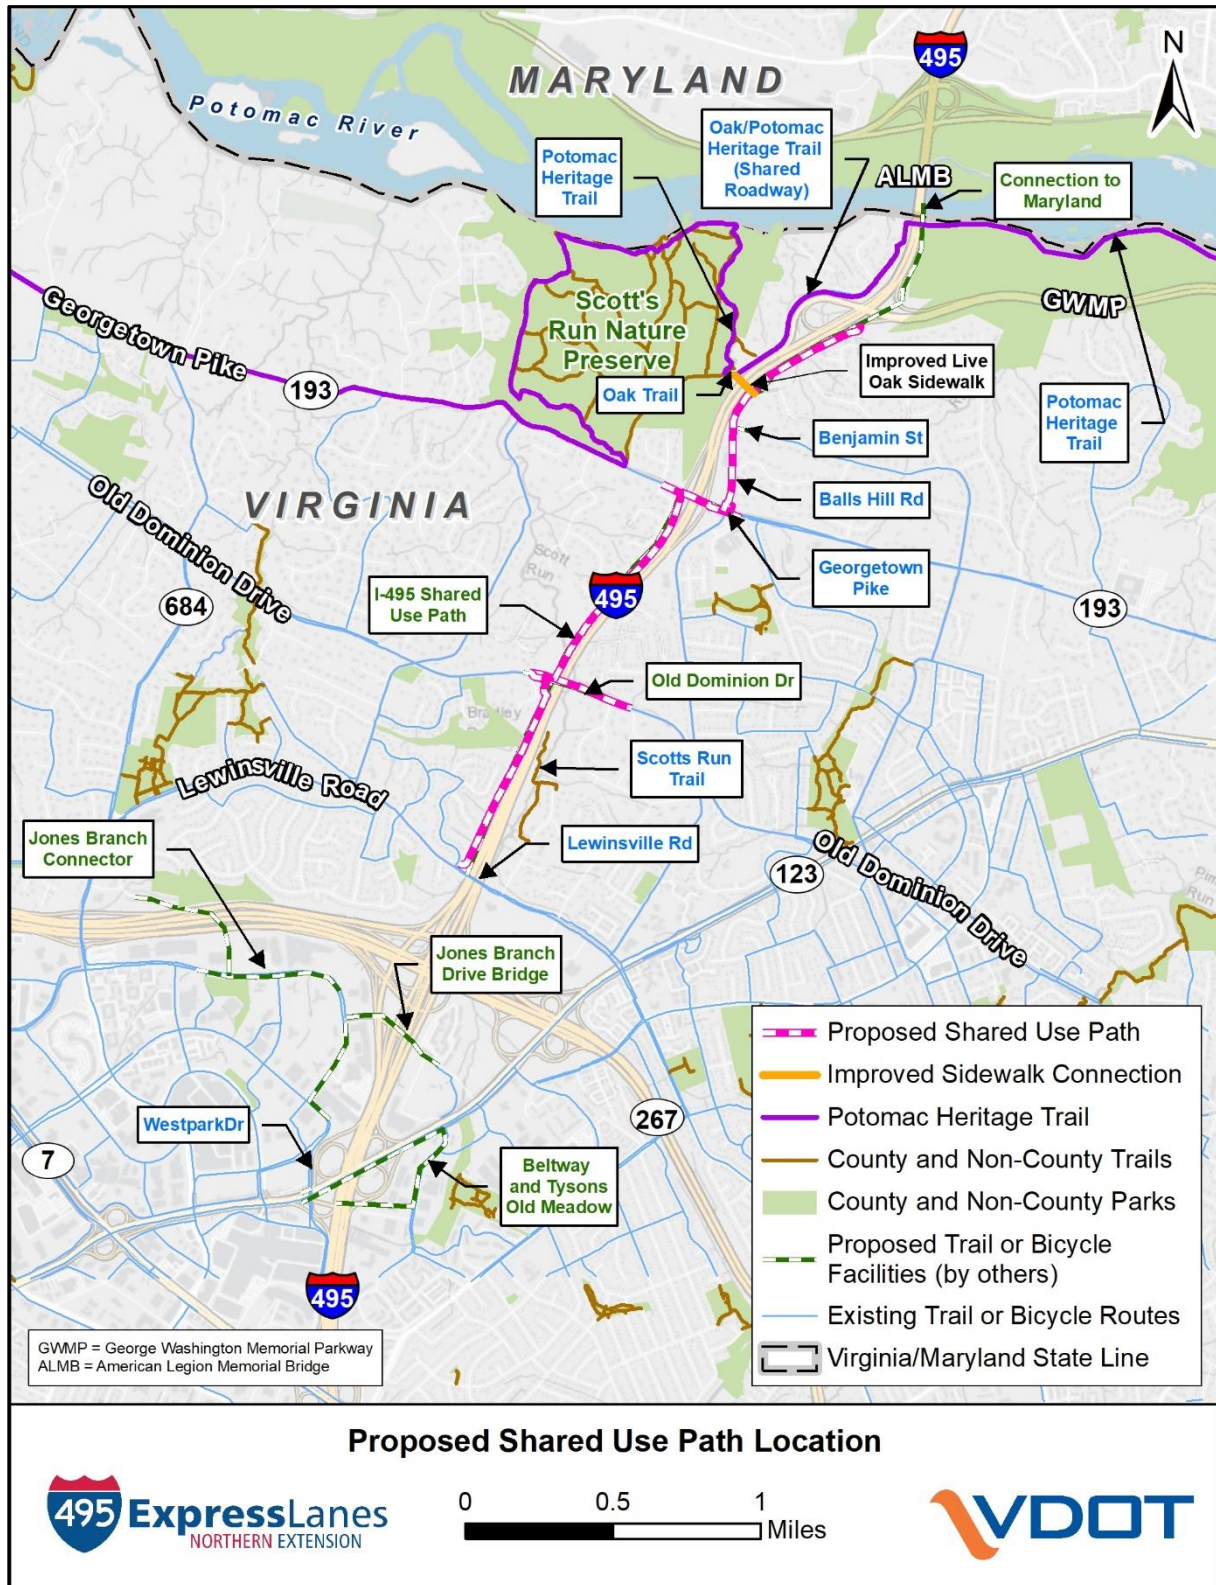 495
N
MARYLAND
Potomac River
Potomac
Heritage
Trail
Oak/Potomac
Heritage Trail
(Shared
Roadway)
ALMB
Connection to
Maryland
Georgetown Pike
193
Scott's
Run Nature
Preserve
GWMP
Improved Live
Oak Sidewalk
Oak Trail
Benjamin St
Potomac
Heritage
Trail
VIRGINIA
Balls Hill Rd
Old Dominion Drive
Scott
Run
Georgetown
Pike
684
I-495 Shared
Use Path
495
193
Old Dominion Dr
Bradley
Scotts Run
Trail
Lewinsville Road
Jones Branch
Connector
Lewinsville Rd
123
Old Dominion Drive
Run
Jones Branch
Drive Bridge
WestparkDr
267
7
Beltway
and Tysons
Old Meadow
495
Proposed Shared Use Path
Improved Sidewalk Connection
Potomac Heritage Trail
County and Non-County Trails
County and Non-County Parks
Proposed Trail or Bicycle
Facilities (by others)
Existing Trail or Bicycle Routes
Virginia/Maryland State Line
GWMP = George Washington Memorial Parkway
ALMB = American Legion Memorial Bridge
Proposed Shared Use Path Location
495 ExpressLanes
NORTHERN EXTENSION
0 0.5 1
Miles
VDOT